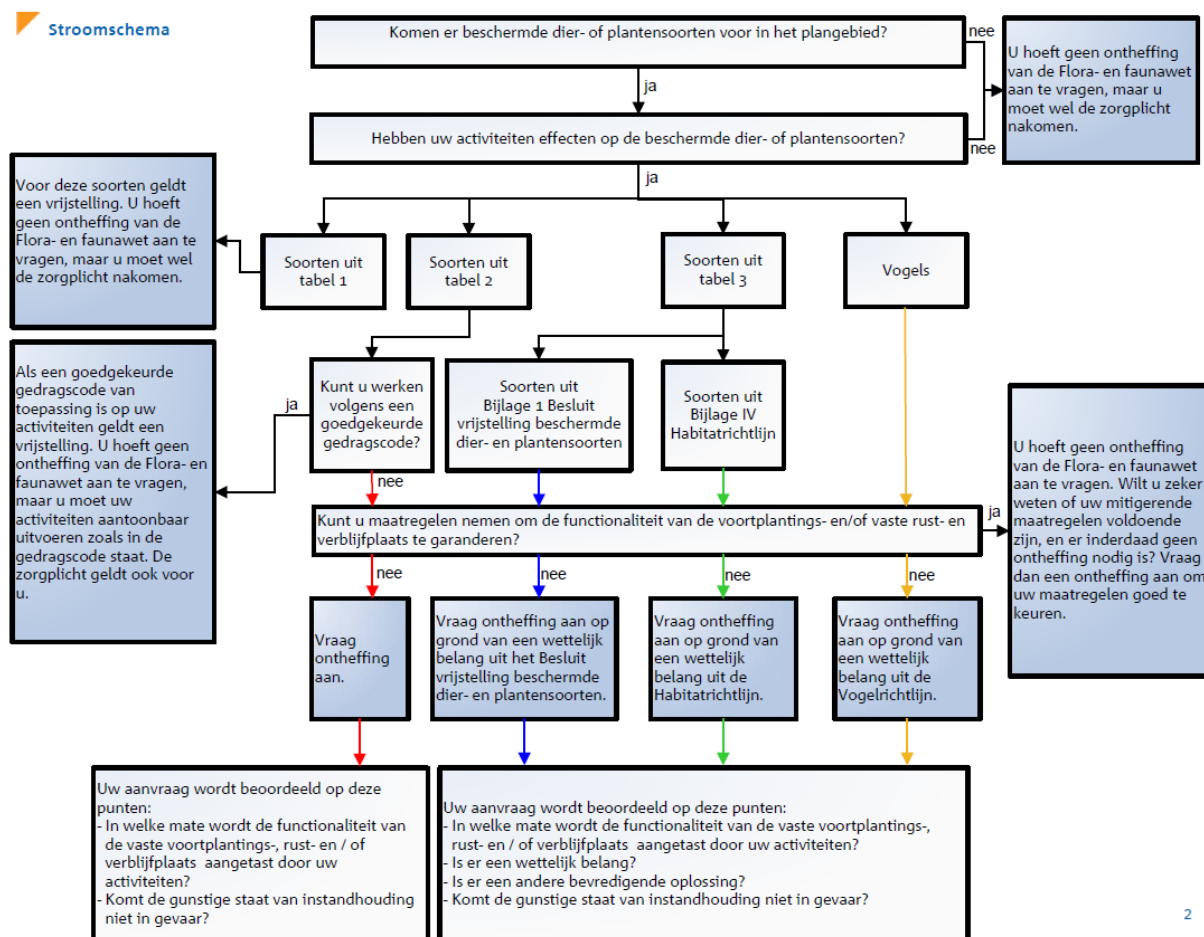 Stroomschema
Komen er beschermde dier- of plantensoorten voor in het plangebied?
nee
U hoeft geen ontheffing
van de Flora- en faunawet
aan te vragen, maar u
moet wel de zorgplicht
nakomen.
ja
Hebben uw activiteiten effecten op de beschermde dier- of plantensoorten?
nee
ja
Voor deze soorten geldt
een vrijstelling. U hoeft
geen ontheffing van de
Flora- en faunawet aan te
vragen, maar u moet wel
de zorgplicht nakomen.
Soorten uit
tabel 1
Soorten uit
tabel 2
Soorten uit
tabel 3
Vogels
Als een goedgekeurde
gedragscode van
toepassing is op uw
activiteiten geldt een
vrijstelling. U hoeft geen
ontheffing van de Flora- en
faunawet aan te vragen,
maar u moet uw
activiteiten aantoonbaar
uitvoeren zoals in de
gedragscode staat. De
zorgplicht geldt ook voor
u.
ja
Kunt u werken
volgens een
goedgekeurde
gedragscode?
Soorten uit
Bijlage 1 Besluit
vrijstelling beschermde
dier- en plantensoorten
Soorten uit
Bijlage IV
Habitatrichtlijn
nee
Kunt u maatregelen nemen om de functionaliteit van de voortplantings- en/of vaste rust- en
verblijfplaats te garanderen?
ja
U hoeft geen ontheffing
van de Flora- en faunawet
aan te vragen. Wilt u zeker
weten of uw mitigerende
maatregelen voldoende
zijn, en er inderdaad geen
ontheffing nodig is? Vraag
dan een ontheffing aan om
uw maatregelen goed te
keuren.
nee
nee
nee
nee
Vraag
ontheffing
aan.
Vraag ontheffing aan op
grond van een wettelijk
belang uit het Besluit
vrijstelling beschermde
dier- en plantensoorten.
Vraag ontheffing
aan op grond van
een wettelijk
belang uit de
Habitatrichtlijn.
Vraag ontheffing
aan op grond van
een wettelijk
belang uit de
Vogelrichtlijn.
Uw aanvraag wordt beoordeeld op deze
punten:
- In welke mate wordt de functionaliteit van
de vaste voortplantings-, rust- en / of
verblijfplaats aangetast door uw
activiteiten?
- Komt de gunstige staat van instandhouding
niet in gevaar?
Uw aanvraag wordt beoordeeld op deze punten:
- In welke mate wordt de functionaliteit van de vaste voortplantings-,
rust- en / of verblijfplaats aangetast door uw activiteiten?
- Is er een wettelijk belang?
- Is er een andere bevredigende oplossing?
- Komt de gunstige staat van instandhouding niet in gevaar?
2